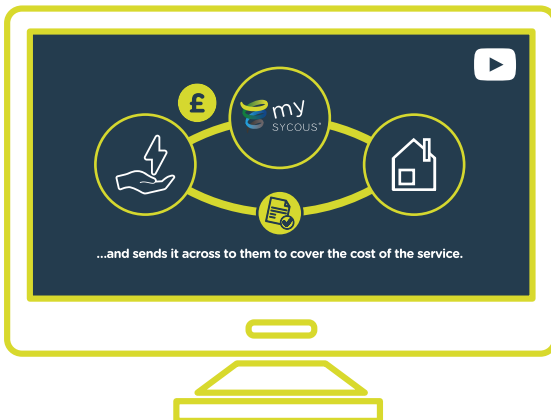 £
my
SYCOUS®
...and sends it across to them to cover the cost of the service.